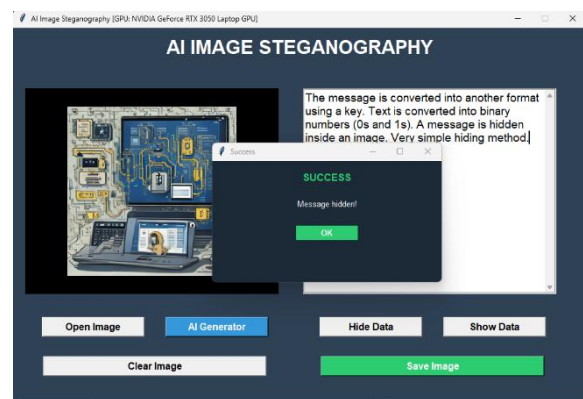 AI Image Steganography [GPU: NVIDIA GeForce RTX 3050 Laptop GPU]
AI IMAGE STEGANOGRAPHY
The message is converted into another format
using a key. Text is converted into binary
numbers (0s and 1s). A message is hidden
inside an image. Very simple hiding method.
Success
SUCCESS
Message hidden!
OK
Open Image
AI Generator
Hide Data
Show Data
Clear Image
Save Image